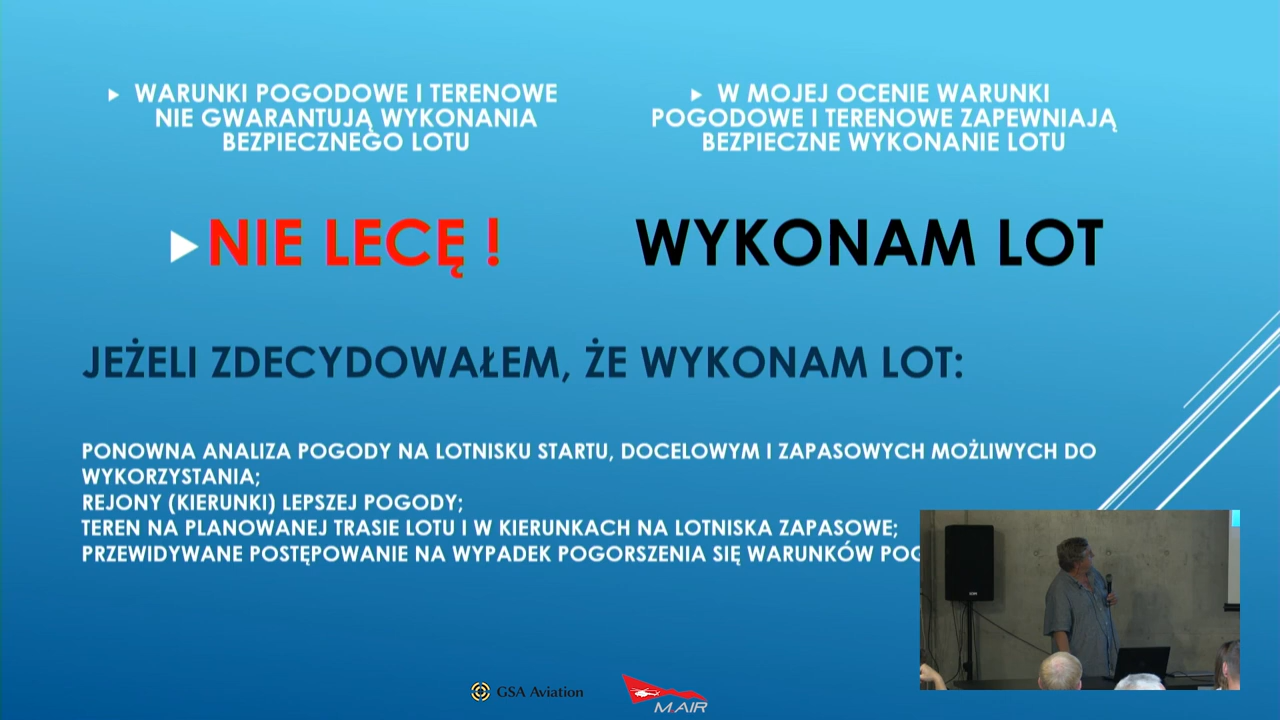 WARUNKI POGODOWE I TERENOWE
NIE GWARANTUJĄ WYKONANIA
BEZPIECZNEGO LOTU
W MOJEJ OCENIE WARUNKI
POGODOWE I TERENOWE ZAPEWNIAJĄ
BEZPIECZNE WYKONANIE LOTU
NIE LECĘ !
WYKONAM LOT
JEŻELI ZDECYDOWAŁEM, ŻE WYKONAM LOT:
PONOWNA ANALIZA POGODY NA LOTNISKU STARTU, DOCELOWYM I ZAPASOWYCH MOŻLIWYCH DO
WYKORZYSTANIA;
REJONY (KIERUNKI) LEPSZEJ POGODY;
TEREN NA PLANOWANEJ TRASIE LOTU I W KIERUNKACH NA LOTNISKA ZAPASOWE;
PRZEWIDYWANE POSTĘPOWANIE NA WYPADEK POGORSZENIA SIĘ WARUNKÓW
GSA Aviation
M.AIR